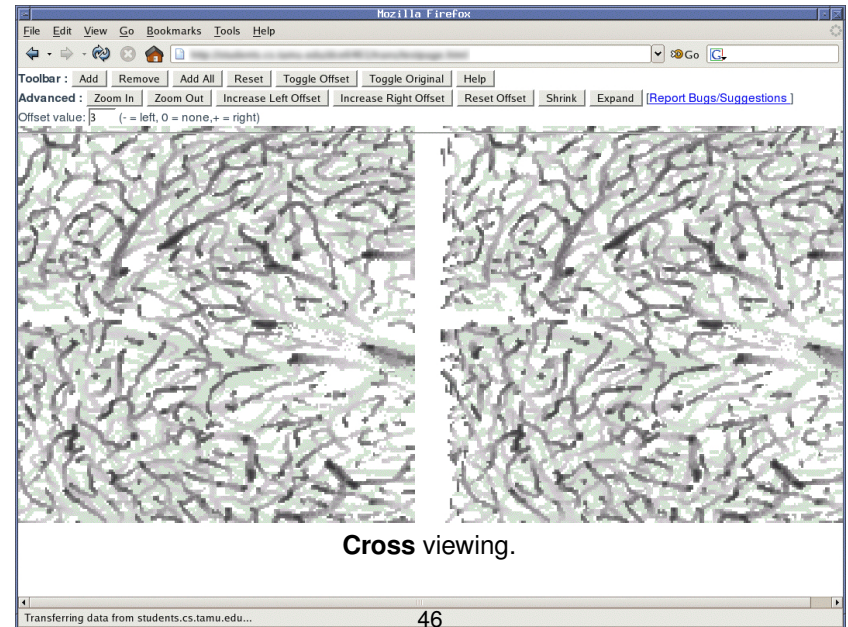 Mozilla Firefox
File Edit View Go Bookmarks Tools Help
Go G
Toolbar : Add Remove Add All Reset Toggle Offset Toggle Original Help
Advanced : Zoom In Zoom Out Increase Left Offset Increase Right Offset Reset Offset Shrink Expand [Report Bugs/Suggestions ]
Offset value: 3 (- = left, 0 = none,+ = right)
Cross viewing.
Transferring data from students.cs.tamu.edu...
46